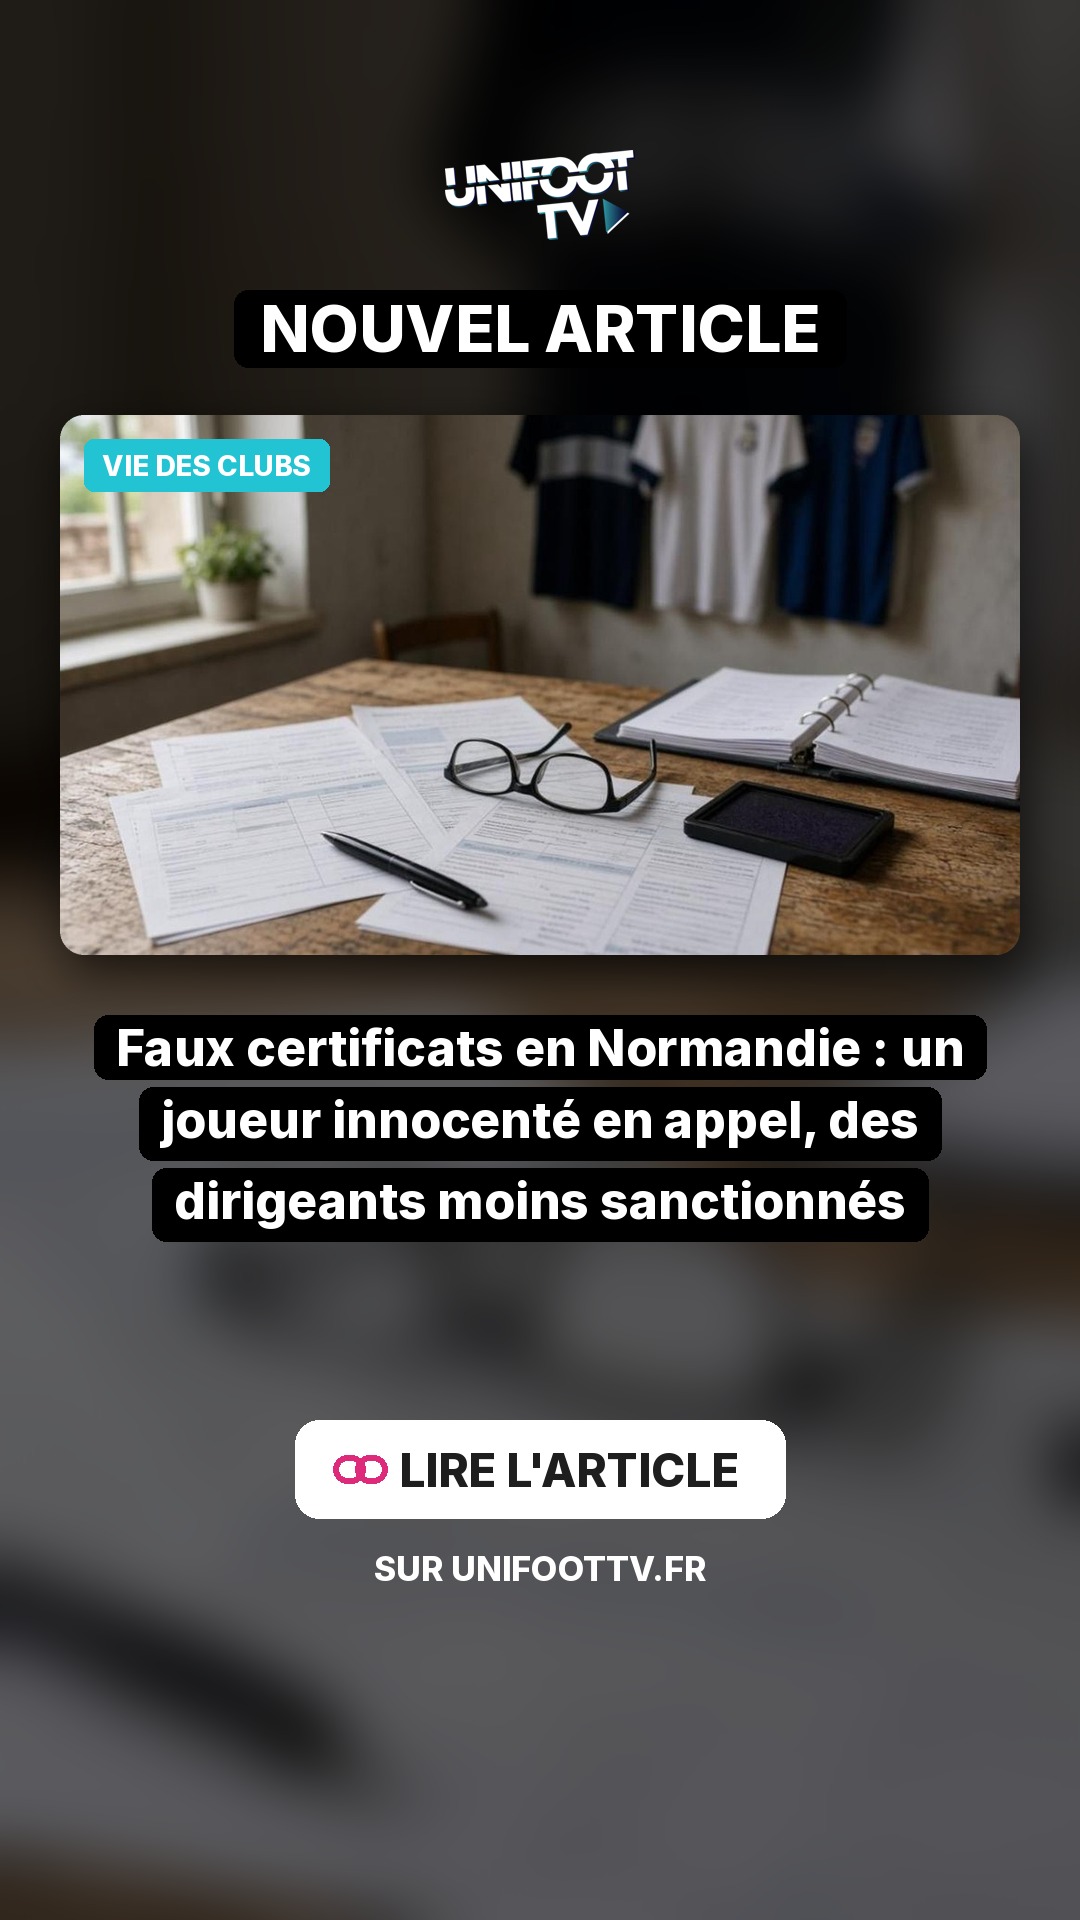 UNIFOOT
TV
NOUVEL ARTICLE
VIE DES CLUBS
Faux certificats en Normandie : un
joueur innocenté en appel, des
dirigeants moins sanctionnés
LIRE L'ARTICLE
SUR UNIFOOTTV.FR